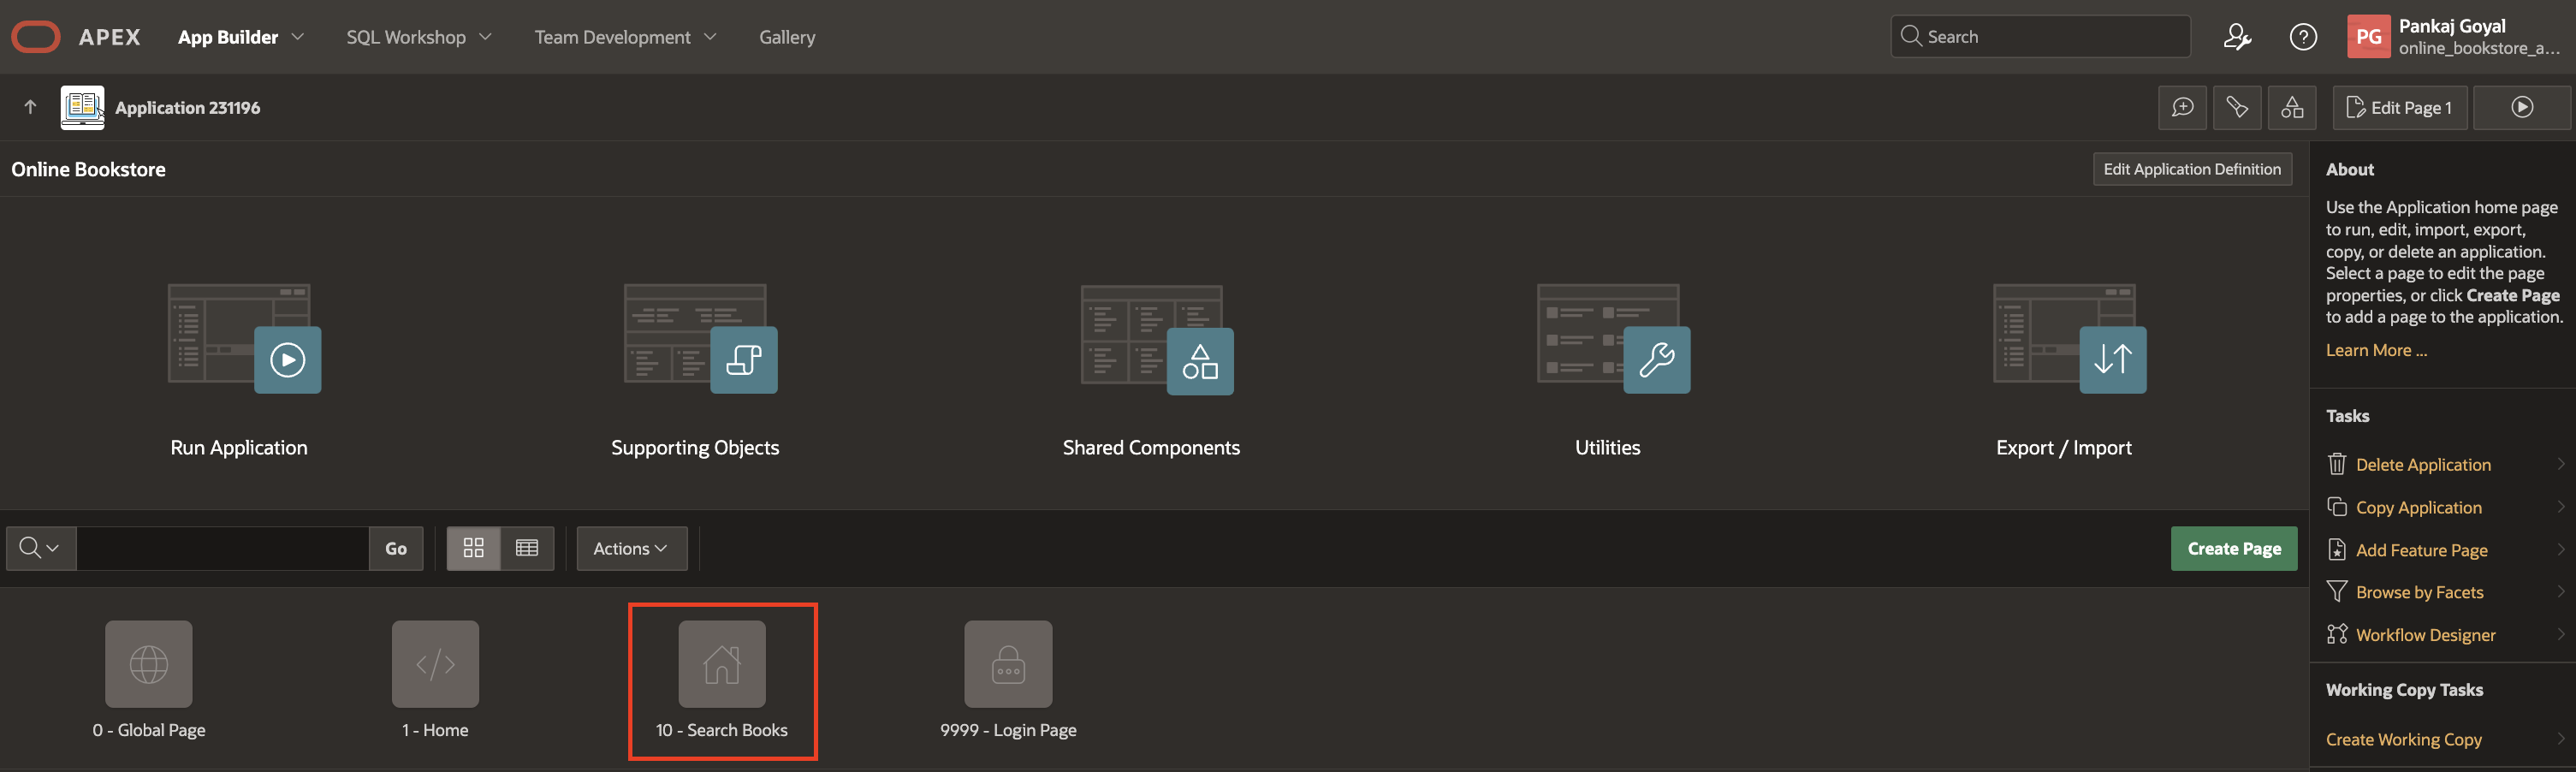 APEX
App Builder
SQL Workshop
Team Development
Gallery
Search
PG
Pankaj Goyal
online_bookstore_a...
Application 231196
Edit Page 1
Online Bookstore
Edit Application Definition
Run Application
Supporting Objects
Shared Components
Utilities
Export / Import
Go
Actions
Create Page
0 - Global Page
1 - Home
10 - Search Books
9999 - Login Page
About
Use the Application home page
to run, edit, import, export,
copy, or delete an application.
Select a page to edit the page
properties, or click Create Page
to add a page to the application.
Learn More ...
Tasks
Delete Application
Copy Application
Add Feature Page
Browse by Facets
Workflow Designer
Working Copy Tasks
Create Working Copy